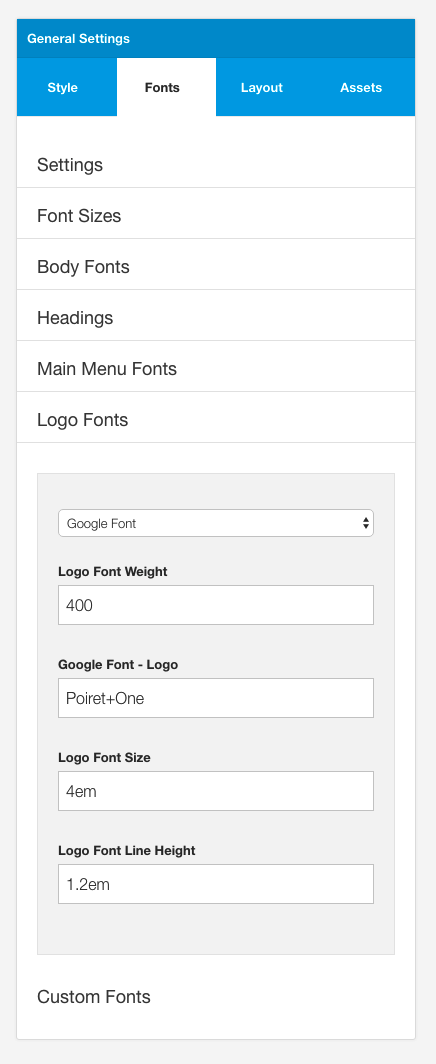 General Settings
Style Fonts Layout Assets
Settings
Font Sizes
Body Fonts
Headings
Main Menu Fonts
Logo Fonts
Google Font
Logo Font Weight
400
Google Font - Logo
Poiret+One
Logo Font Size
4em
Logo Font Line Height
1.2em
Custom Fonts